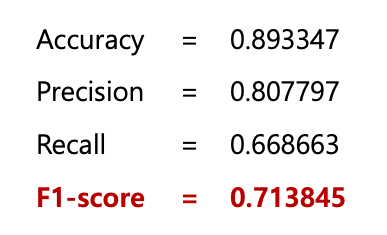 Accuracy = 0.893347
Precision = 0.807797
Recall = 0.668663
F1-score = 0.713845